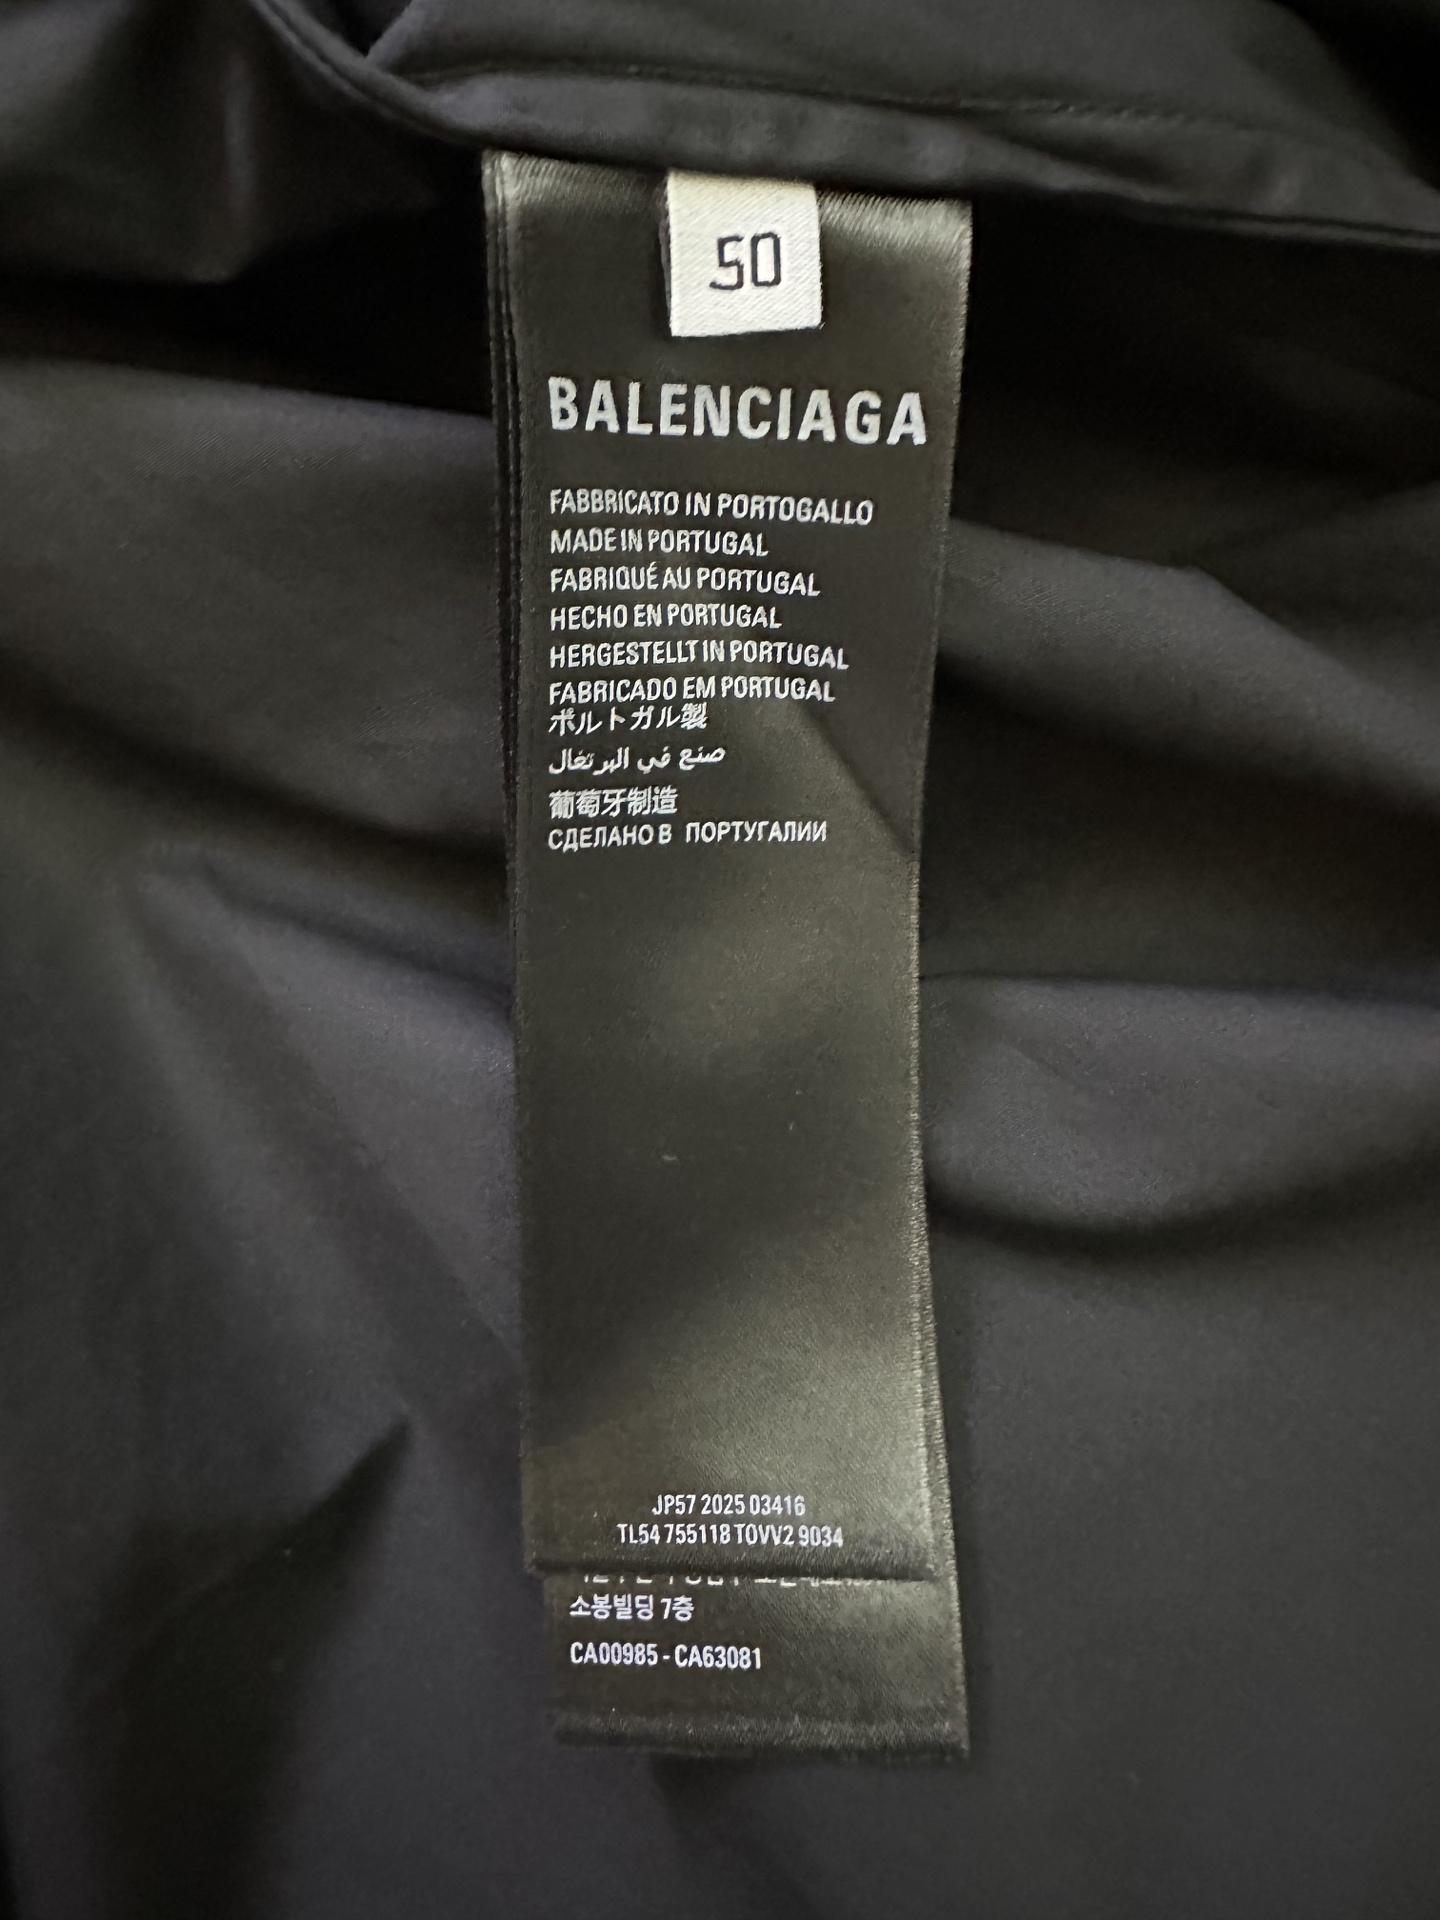 50
BALENCIAGA
FABBRICATO IN PORTOGALLO
MADE IN PORTUGAL
FABRIQUÉ AU PORTUGAL
HECHO EN PORTUGAL
HERGESTELLT IN PORTUGAL
FABRICADO EM PORTUGAL
ポルトガル製
صنع في البرتغال
葡萄牙制造
СДЕЛАНО В ПОРТУГАЛИИ
JP57 2025 03416
TL54 755118 TOVV2 9034
소봉빌딩 7층
CA00985 - CA63081